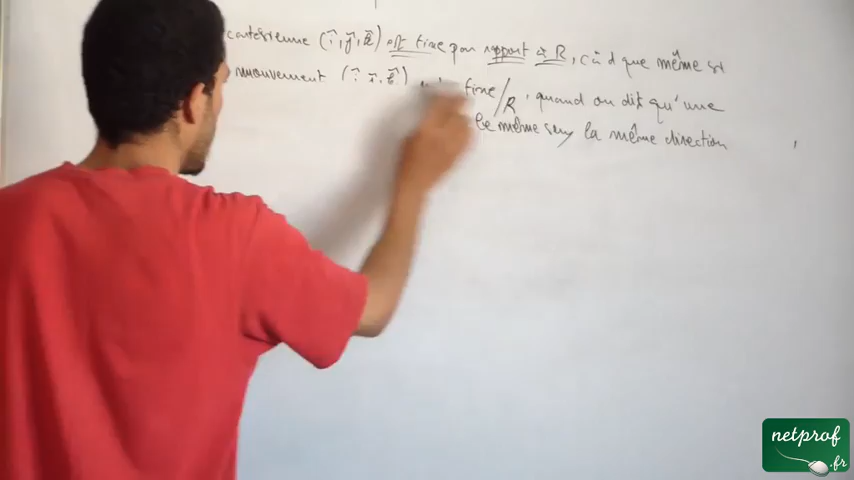 cartésienne (i⃗, j⃗, k⃗) est fixe par rapport à R, c à d que même si
mouvement (i⃗, j⃗, k⃗) fixe/R, quand on dit qu'une
le même sens la même direction
netprof
.fr